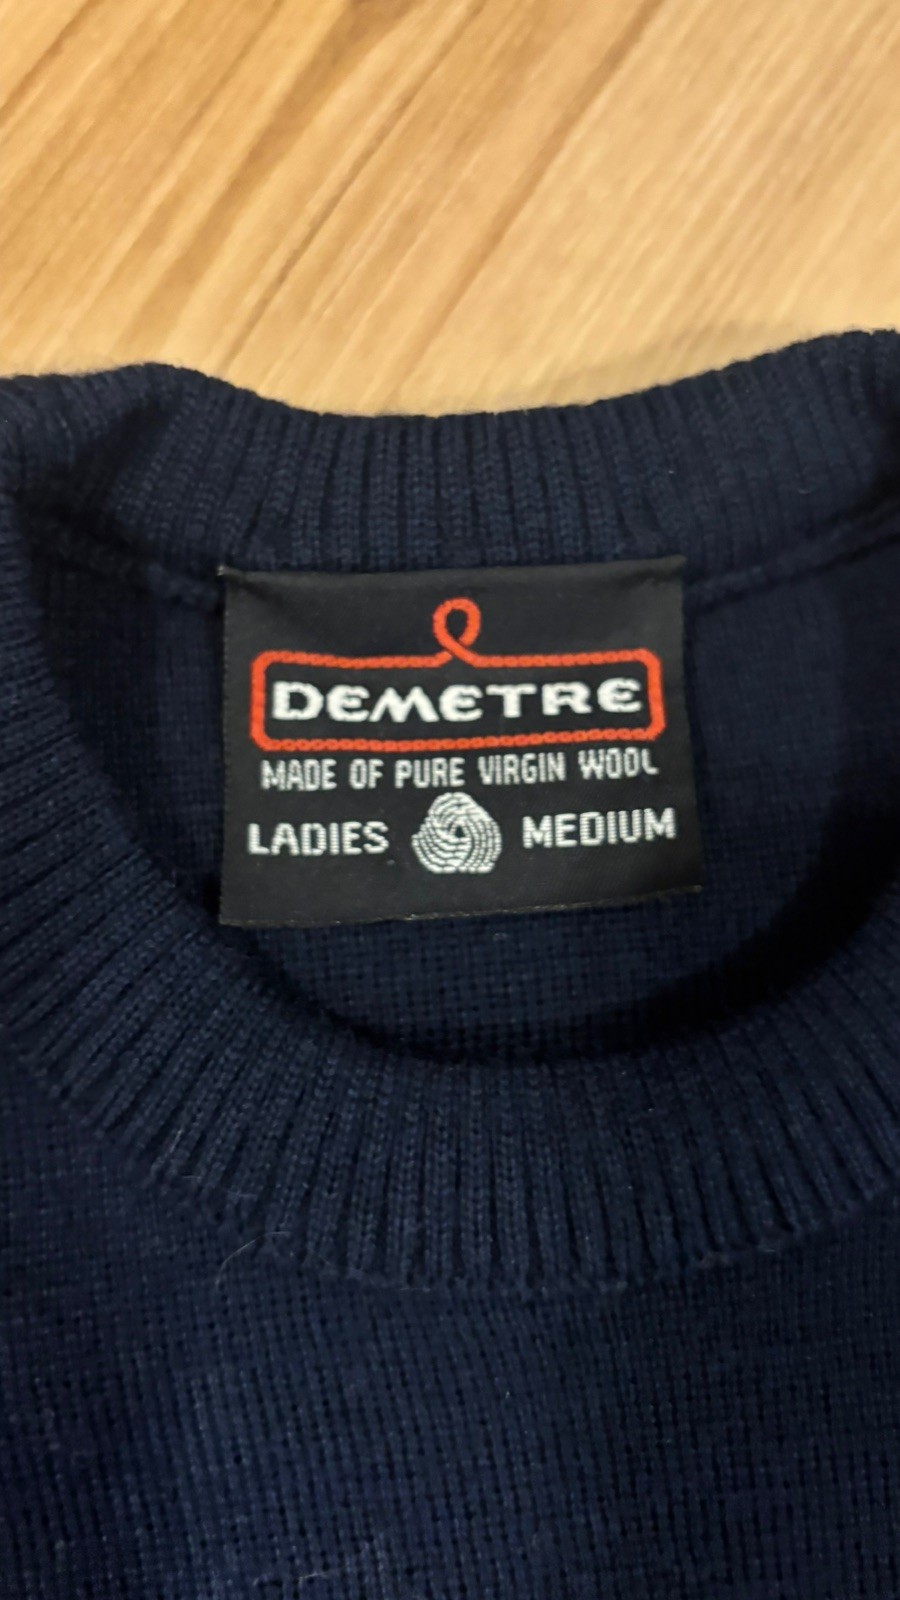 DEMETRE
MADE OF PURE VIRGIN WOOL
LADIES MEDIUM